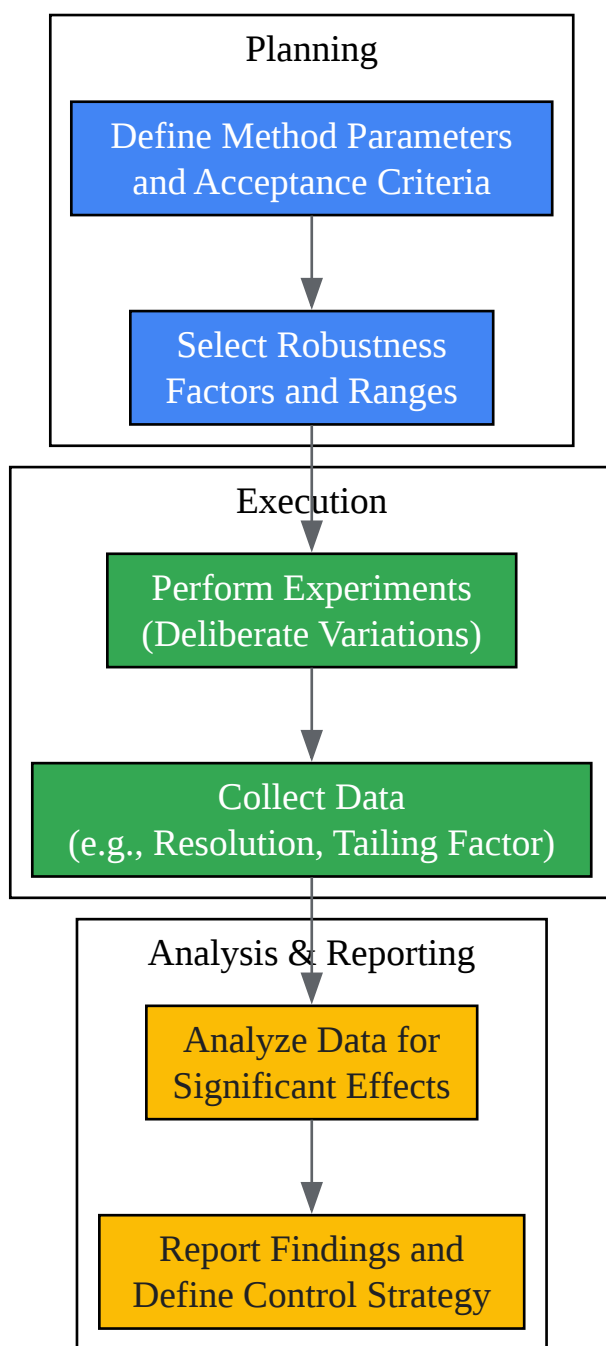 Planning
Define Method Parameters
and Acceptance Criteria
Select Robustness
Factors and Ranges
Execution
Perform Experiments
(Deliberate Variations)
Collect Data
(e.g., Resolution, Tailing Factor)
Analysis & Reporting
Analyze Data for
Significant Effects
Report Findings and
Define Control Strategy